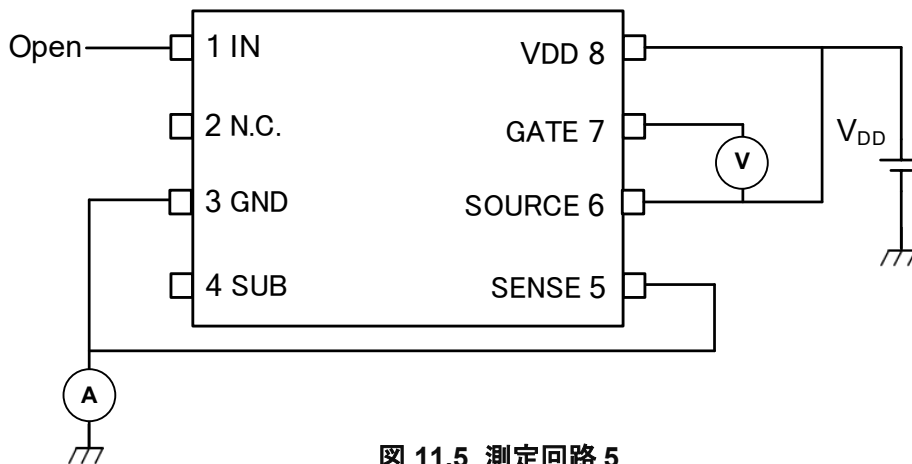 Open
1 IN
VDD 8
2 N.C.
GATE 7
V
VDD
3 GND
SOURCE 6
4 SUB
SENSE 5
A
図 11.5 測定回路 5